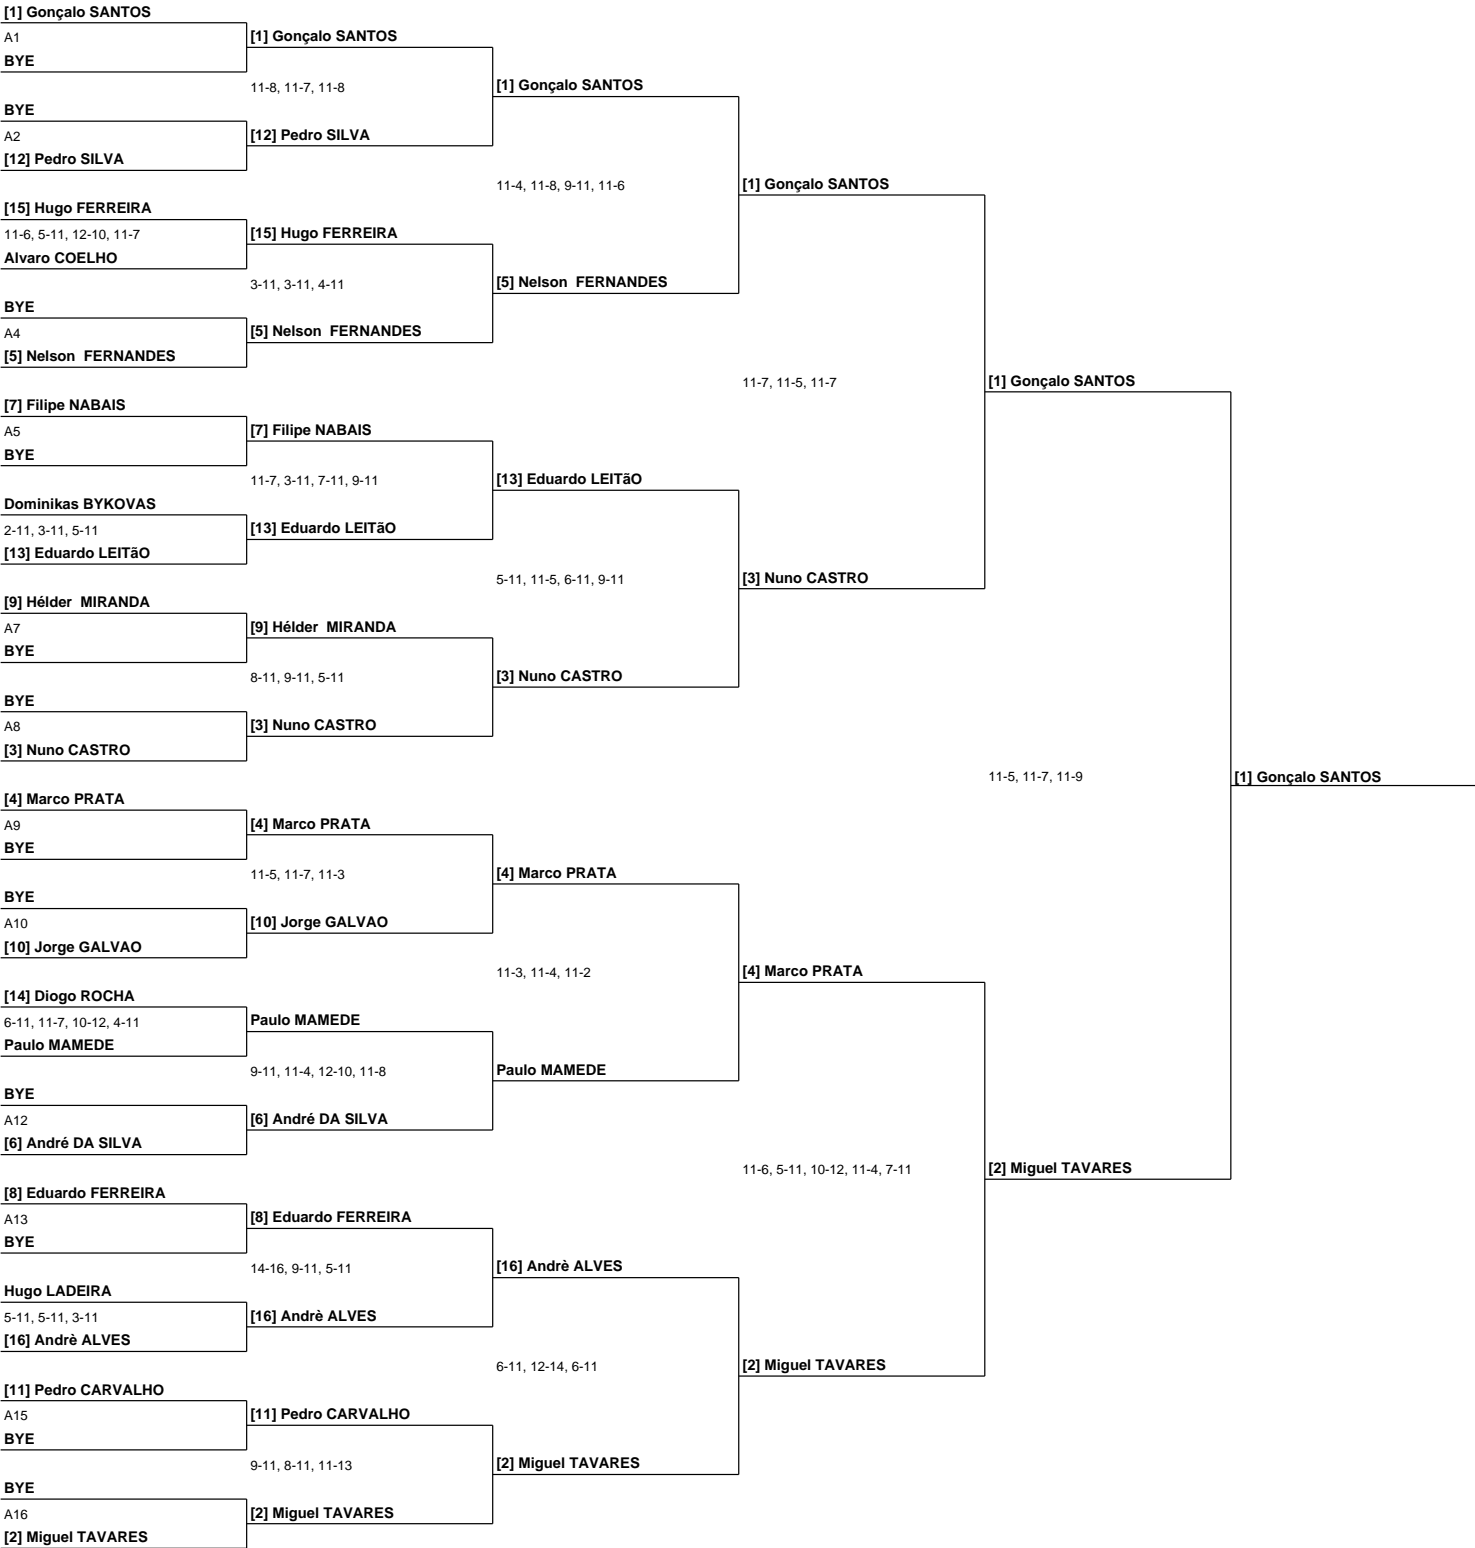 [1] Gonçalo SANTOS
A1
[1] Gonçalo SANTOS
BYE
11-8, 11-7, 11-8
[1] Gonçalo SANTOS
BYE
A2
[12] Pedro SILVA
[12] Pedro SILVA
11-4, 11-8, 9-11, 11-6
[1] Gonçalo SANTOS
[15] Hugo FERREIRA
11-6, 5-11, 12-10, 11-7
[15] Hugo FERREIRA
Alvaro COELHO
3-11, 3-11, 4-11
[5] Nelson  FERNANDES
BYE
A4
[5] Nelson  FERNANDES
[5] Nelson  FERNANDES
11-7, 11-5, 11-7
[1] Gonçalo SANTOS
[7] Filipe NABAIS
A5
[7] Filipe NABAIS
BYE
11-7, 3-11, 7-11, 9-11
[13] Eduardo LEITãO
Dominikas BYKOVAS
2-11, 3-11, 5-11
[13] Eduardo LEITãO
[13] Eduardo LEITãO
5-11, 11-5, 6-11, 9-11
[3] Nuno CASTRO
[9] Hélder  MIRANDA
A7
[9] Hélder  MIRANDA
BYE
8-11, 9-11, 5-11
[3] Nuno CASTRO
BYE
A8
[3] Nuno CASTRO
[3] Nuno CASTRO
11-5, 11-7, 11-9
[1] Gonçalo SANTOS
[4] Marco PRATA
A9
[4] Marco PRATA
BYE
11-5, 11-7, 11-3
[4] Marco PRATA
BYE
A10
[10] Jorge GALVAO
[10] Jorge GALVAO
11-3, 11-4, 11-2
[4] Marco PRATA
[14] Diogo ROCHA
6-11, 11-7, 10-12, 4-11
Paulo MAMEDE
Paulo MAMEDE
9-11, 11-4, 12-10, 11-8
Paulo MAMEDE
BYE
A12
[6] André DA SILVA
[6] André DA SILVA
11-6, 5-11, 10-12, 11-4, 7-11
[2] Miguel TAVARES
[8] Eduardo FERREIRA
A13
[8] Eduardo FERREIRA
BYE
14-16, 9-11, 5-11
[16] Andrè ALVES
Hugo LADEIRA
5-11, 5-11, 3-11
[16] Andrè ALVES
[16] Andrè ALVES
6-11, 12-14, 6-11
[2] Miguel TAVARES
[11] Pedro CARVALHO
A15
[11] Pedro CARVALHO
BYE
9-11, 8-11, 11-13
[2] Miguel TAVARES
BYE
A16
[2] Miguel TAVARES
[2] Miguel TAVARES